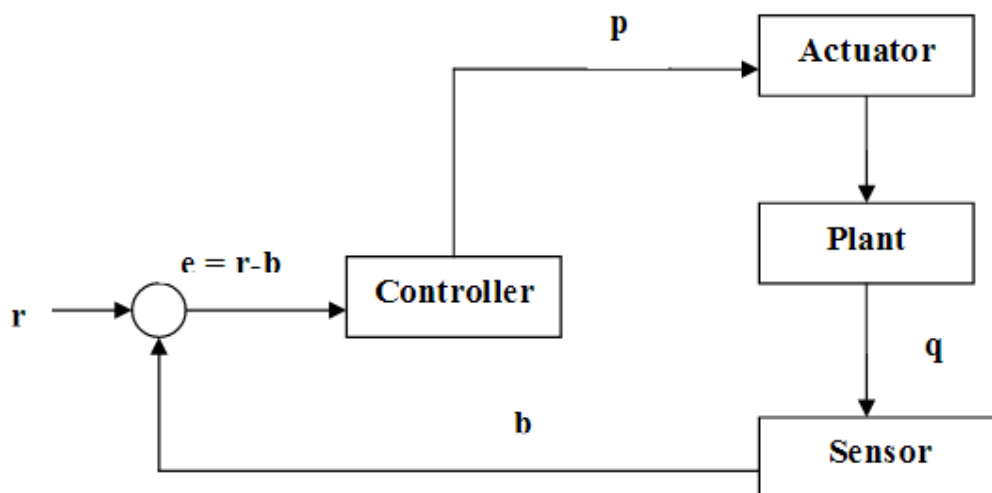 p
Actuator
Plant
e = r-b
Controller
r
q
b
Sensor